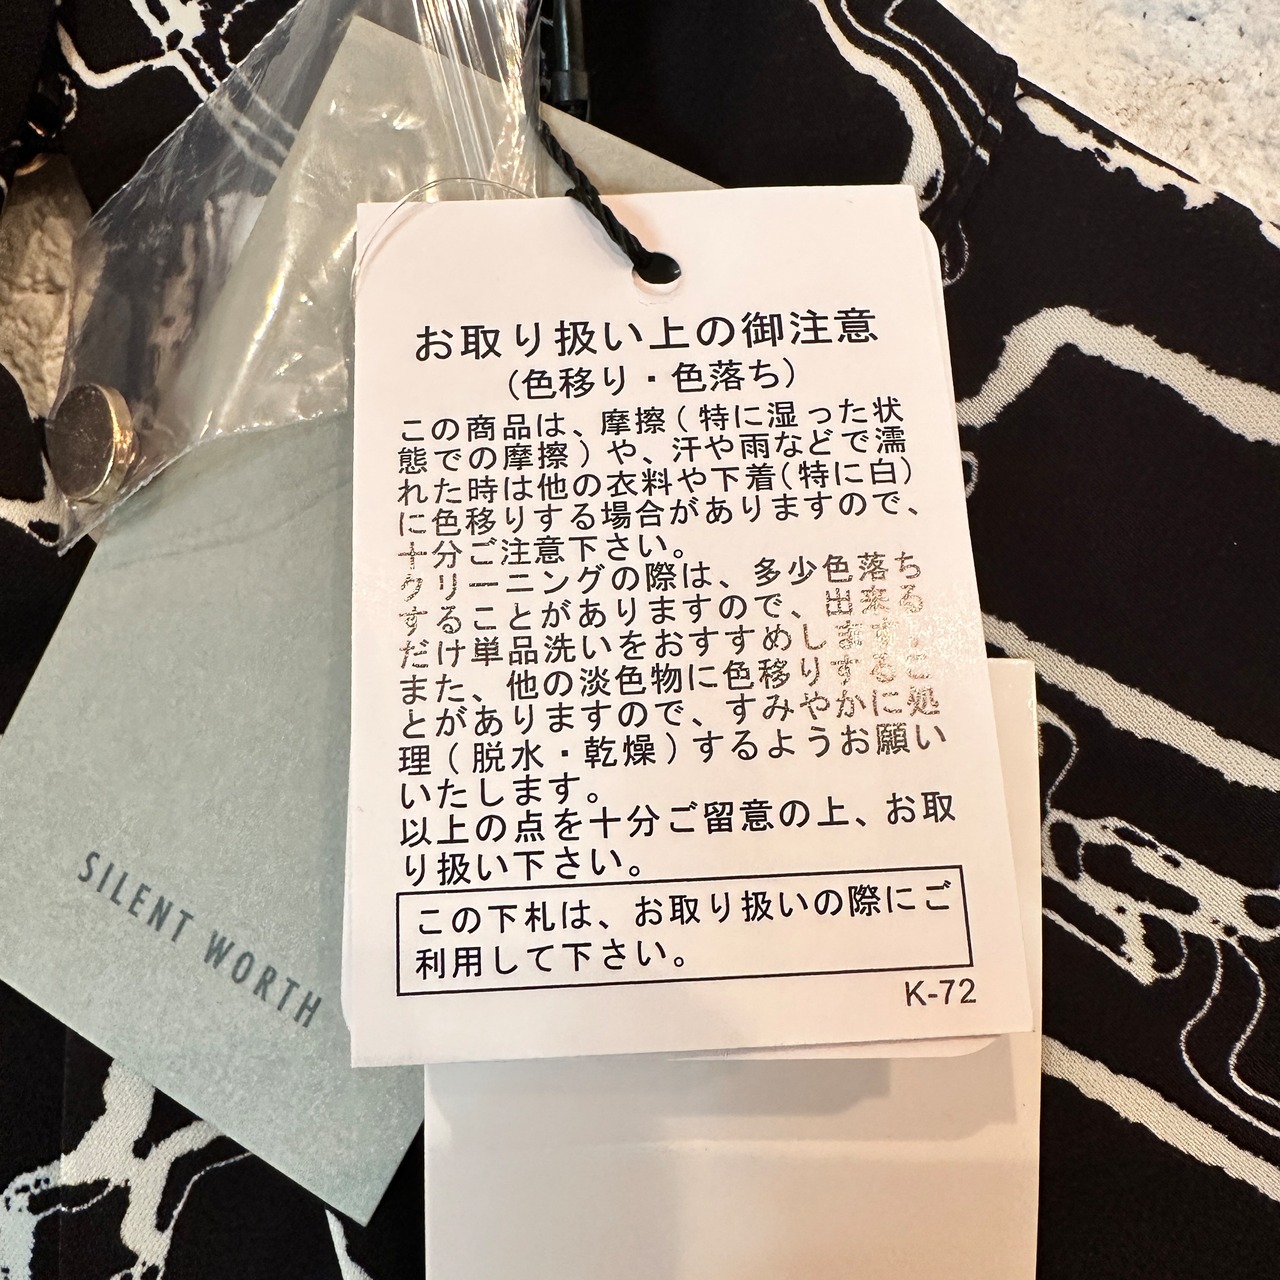 お取り扱い上の御注意
(色移り・色落ち)
この商品は、摩擦(特に湿った状
態での摩擦)や、汗や雨などで濡
れた時は他の衣料や下着(特に白)
に色移りする場合がありますので、
十分ご注意下さい。
クリーニングの際は、多少色落ち
することがありますので、出来る
だけ単品洗いをおすすめします。
また、他の淡色物に色移りするこ
とがありますので、すみやかに処
理(脱水・乾燥)するようお願い
いたします。
以上の点を十分ご留意の上、お取
り扱い下さい。
この下札は、お取り扱いの際にご
利用して下さい。
K-72
SILENT WORTH